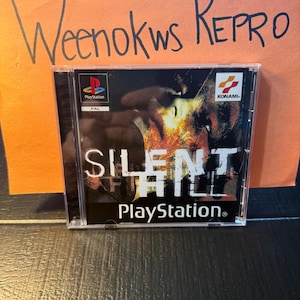 Weenokws Repro
PlayStation
PAL
KONAMI
SILENT
HILL
PlayStation